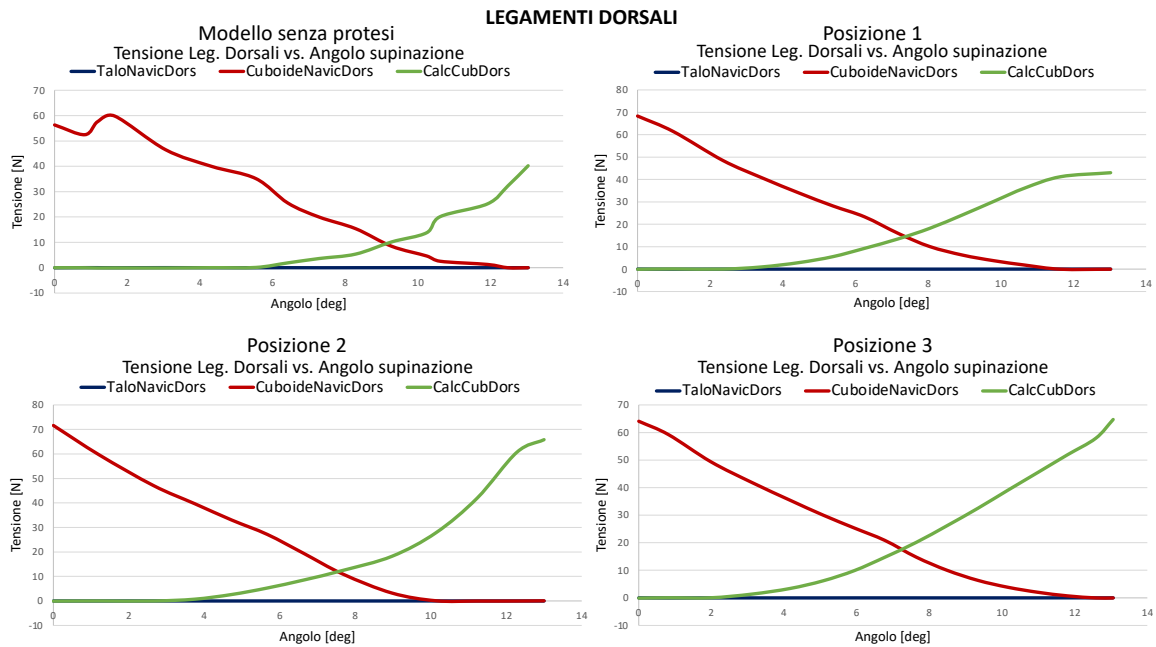 LEGAMENTI DORSALI
Modello senza protesi
Tensione Leg. Dorsali vs. Angolo supinazione
TaloNavicDors CuboideNavicDors CalcCubDors
Tensione [N]
70
60
50
40
30
20
10
0
-10
0 2 4 6 8 10 12 14
Angolo [deg]
Posizione 1
Tensione Leg. Dorsali vs. Angolo supinazione
TaloNavicDors CuboideNavicDors CalcCubDors
Tensione [N]
80
70
60
50
40
30
20
10
0
-10
0 2 4 6 8 10 12 14
Angolo [deg]
Posizione 2
Tensione Leg. Dorsali vs. Angolo supinazione
TaloNavicDors CuboideNavicDors CalcCubDors
Tensione [N]
80
70
60
50
40
30
20
10
0
-10
0 2 4 6 8 10 12 14
Angolo [deg]
Posizione 3
Tensione Leg. Dorsali vs. Angolo supinazione
TaloNavicDors CuboideNavicDors CalcCubDors
Tensione [N]
70
60
50
40
30
20
10
0
-10
0 2 4 6 8 10 12 14
Angolo [deg]